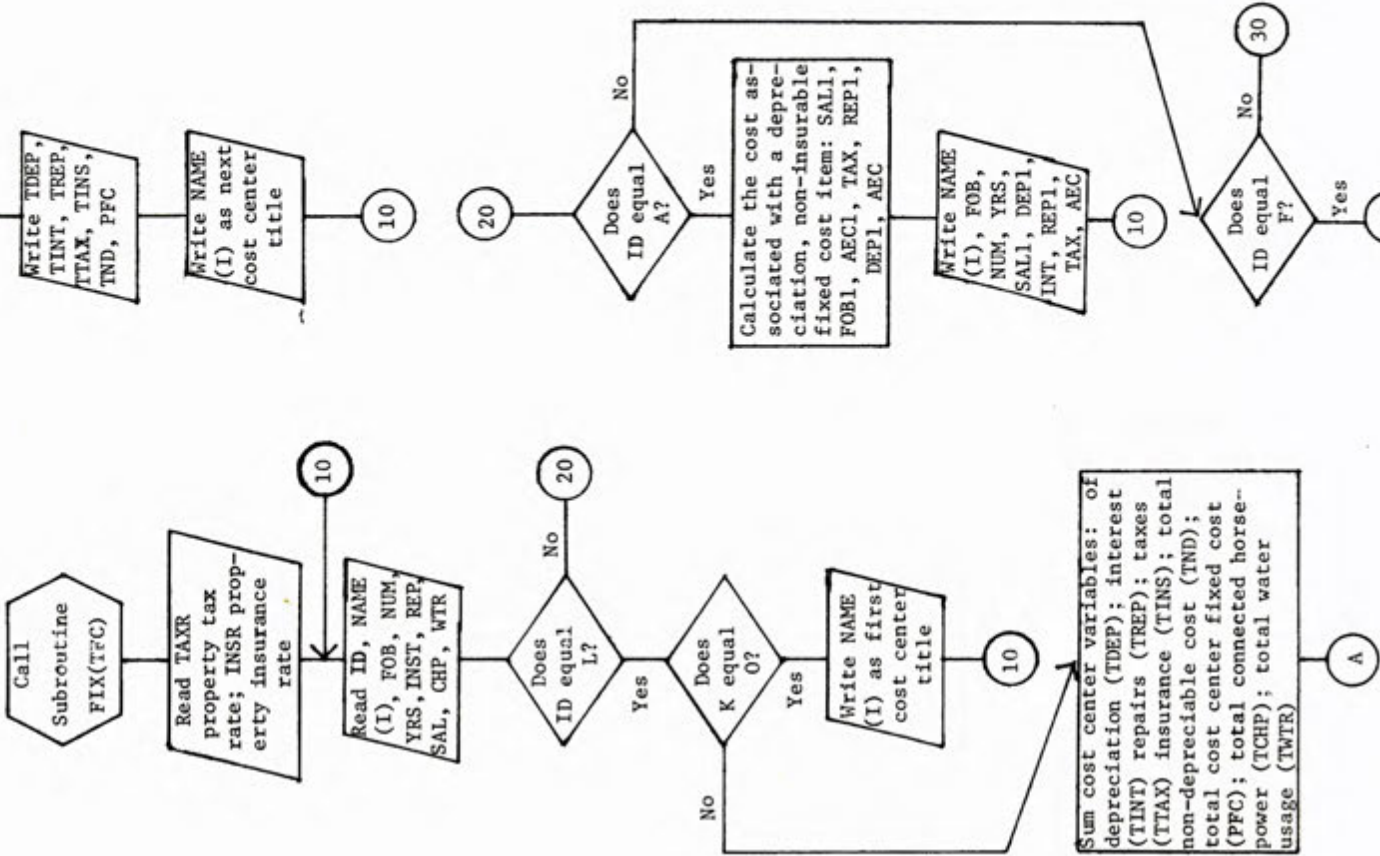 Call
Subroutine
FIX(TFC)
Read TAXR
property tax
rate; INSR prop-
erty insurance
rate
10
Read ID, NAME
(I), FOB, NUM,
YRS, INST, REP,
SAL, CHP, WTR
Does
ID equal
L?
No
20
Yes
Does
K equal
0?
No
Yes
Write NAME
(I) as first
cost center
title
10
Sum cost center variables: of
depreciation (TDEP); interest
(TINT) repairs (TREP); taxes
(TTAX) insurance (TINS); total
non-depreciable cost (TND);
total cost center fixed cost
(PFC); total connected horse-
power (TCHP); total water
usage (TWTR)
A
Write TDEP,
TINT, TREP,
TTAX, TINS,
TND, PFC
Write NAME
(I) as next
cost center
title
10
20
Does
ID equal
A?
No
Yes
Calculate the cost as-
sociated with a depre-
ciation, non-insurable
fixed cost item: SAL1,
FOB1, AEC1, TAX, REP1,
DEP1, AEC
Write NAME
(I), FOB,
NUM, YRS,
SAL1, DEP1,
INT, REP1,
TAX, AEC
10
Does
ID equal
F?
No
30
Yes